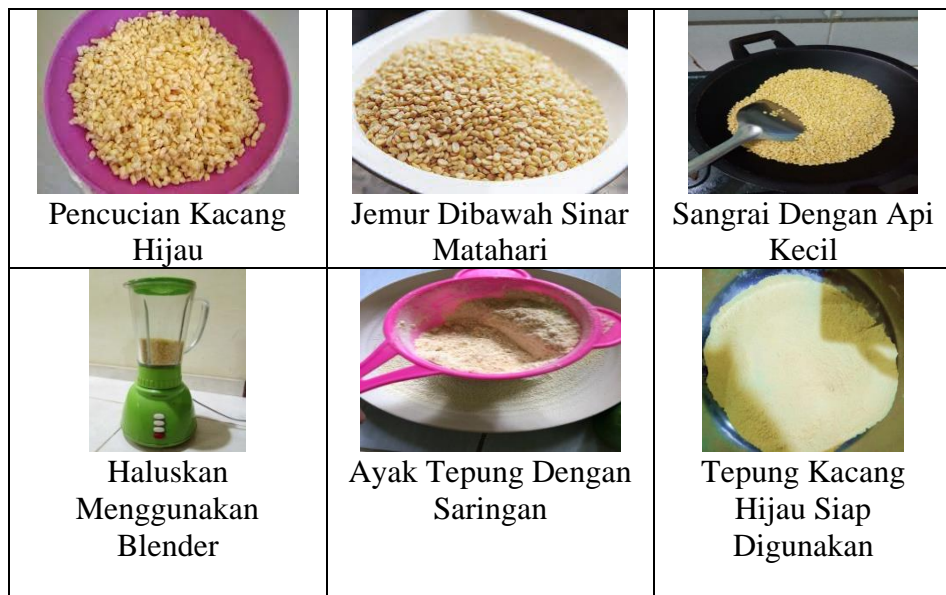 Pencucian Kacang
Hijau
Jemur Dibawah Sinar
Matahari
Sangrai Dengan Api
Kecil
Haluskan
Menggunakan
Blender
Ayak Tepung Dengan
Saringan
Tepung Kacang
Hijau Siap
Digunakan